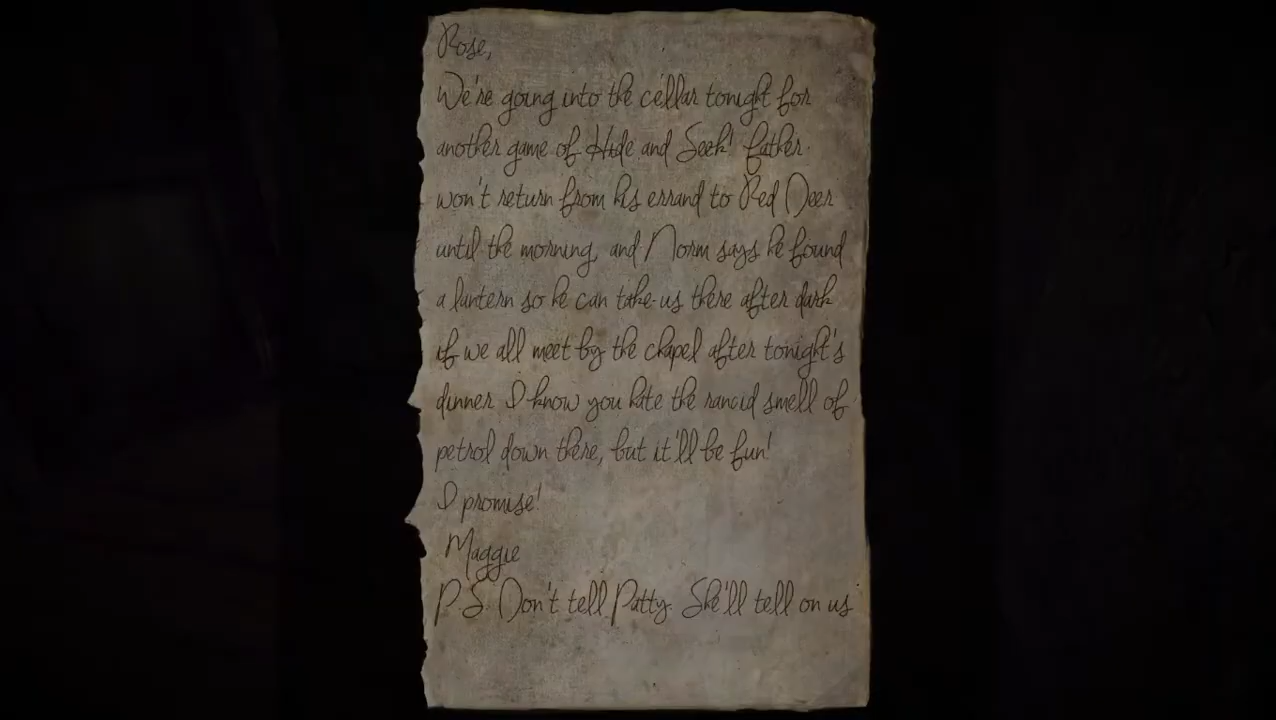 Rose,
We're going into the cellar tonight for
another game of Hide and Seek! Father
won't return from his errand to Red Deer
until the morning, and Norm says he found
a lantern so he can take us there after dark
if we all meet by the chapel after tonight's
dinner. I know you hate the rancid smell of
petrol down there, but it'll be fun!
I promise!
Maggie
P.S. Don't tell Patty. She'll tell on us